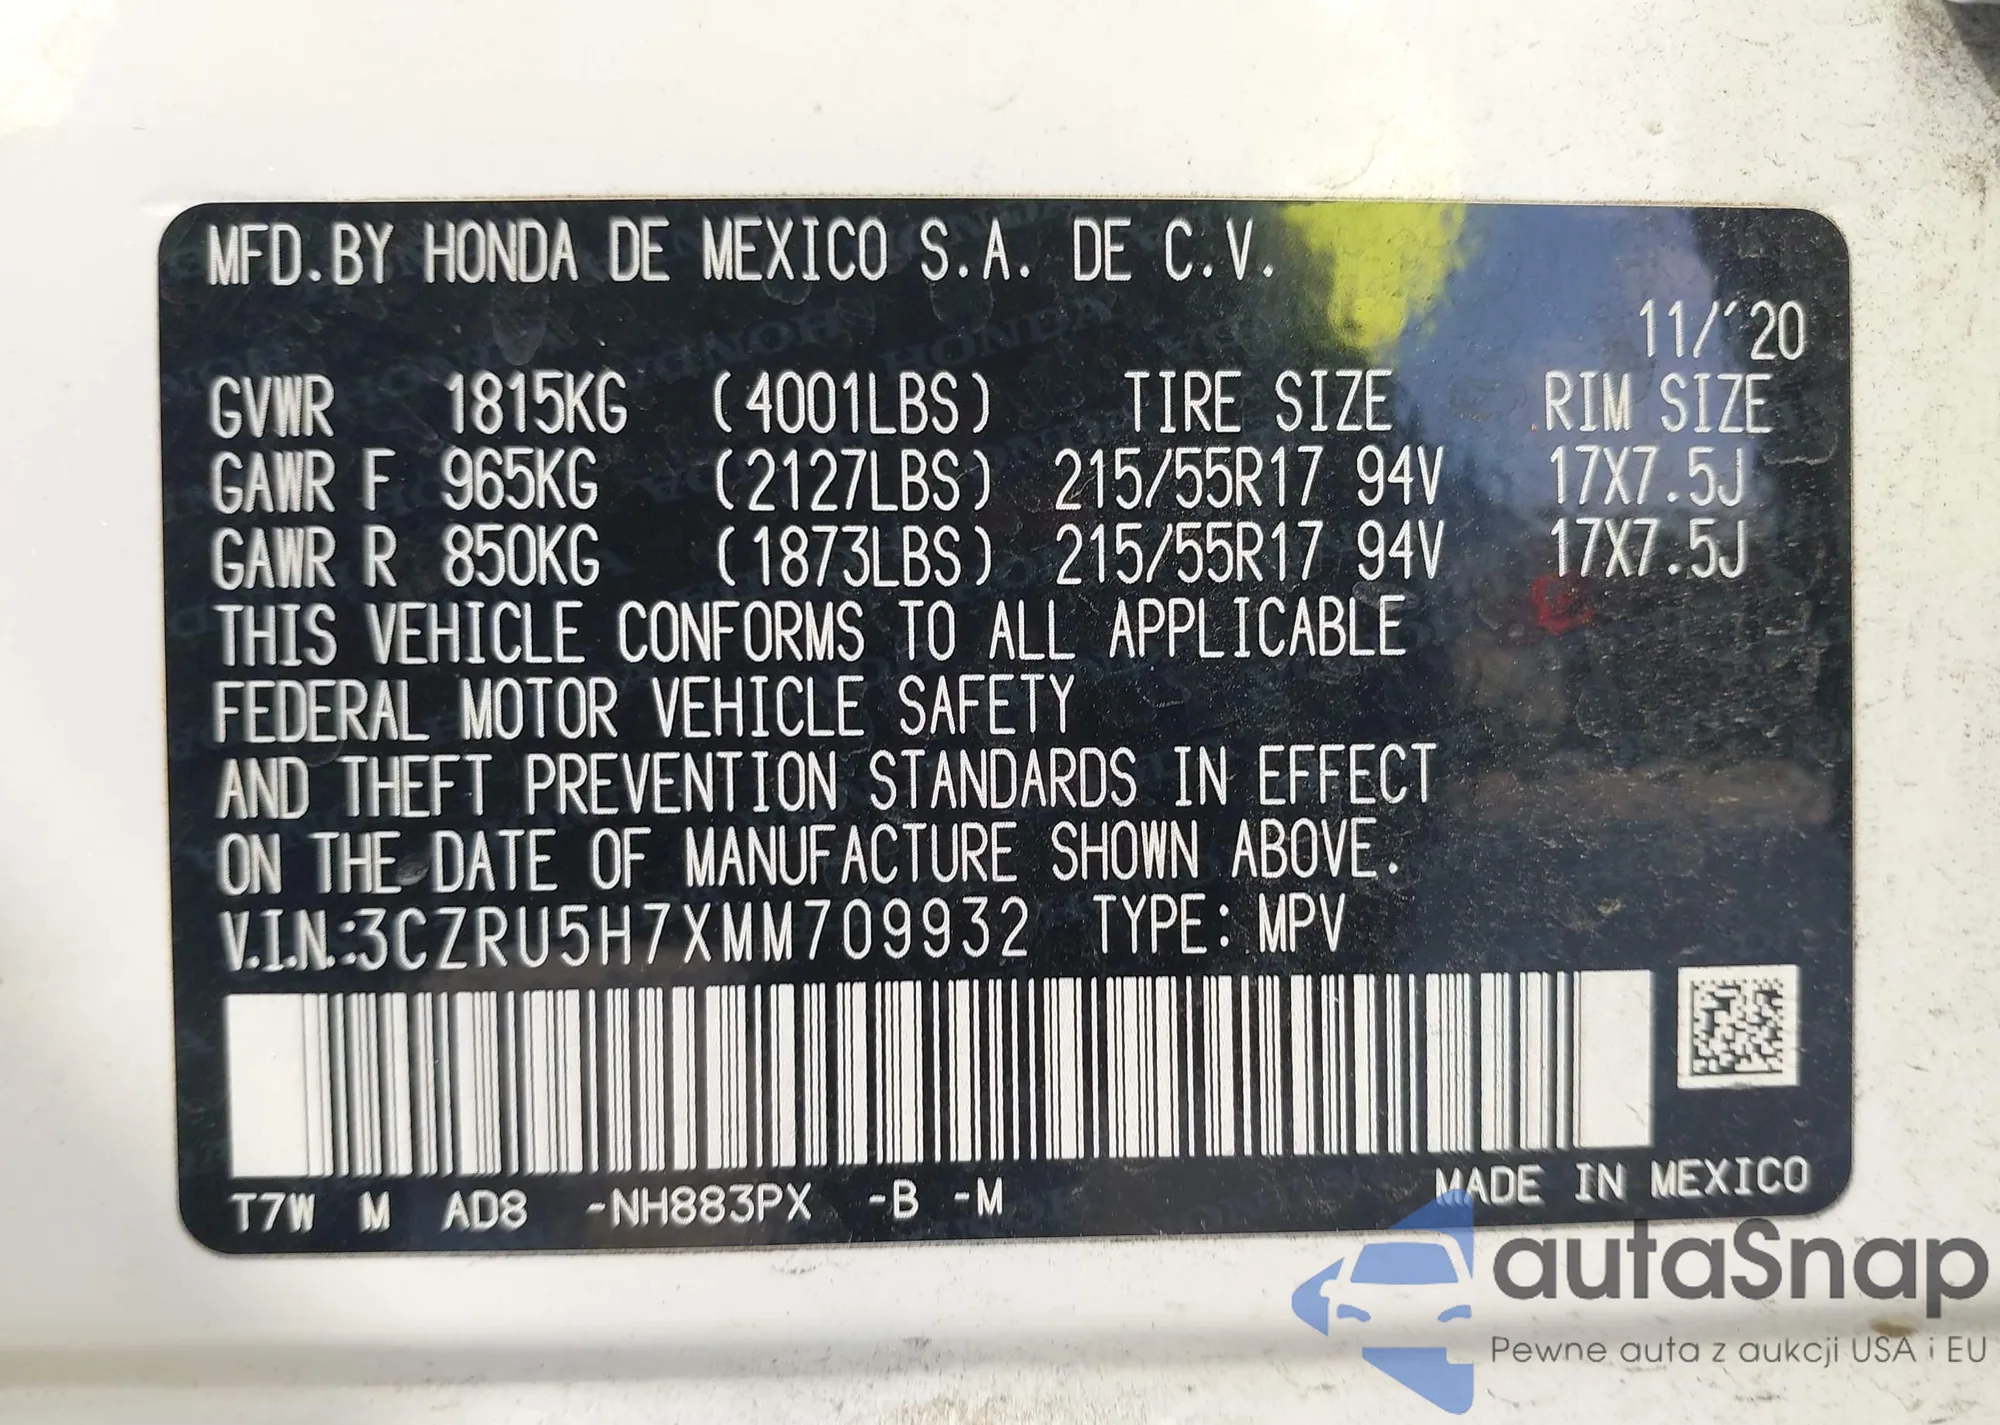 MFD.BY HONDA DE MEXICO S.A. DE C.V.
11/'20
GVWR 1815KG (4001LBS) TIRE SIZE RIM SIZE
GAWR F 965KG (2127LBS) 215/55R17 94V 17X7.5J
GAWR R 850KG (1873LBS) 215/55R17 94V 17X7.5J
THIS VEHICLE CONFORMS TO ALL APPLICABLE
FEDERAL MOTOR VEHICLE SAFETY
AND THEFT PREVENTION STANDARDS IN EFFECT
ON THE DATE OF MANUFACTURE SHOWN ABOVE.
V.I.N.:3CZRU5H7XMM709932 TYPE: MPV
T7W M AD8 -NH883PX -B -M MADE IN MEXICO
autaSnap
Pewne auta z aukcji USA i EU